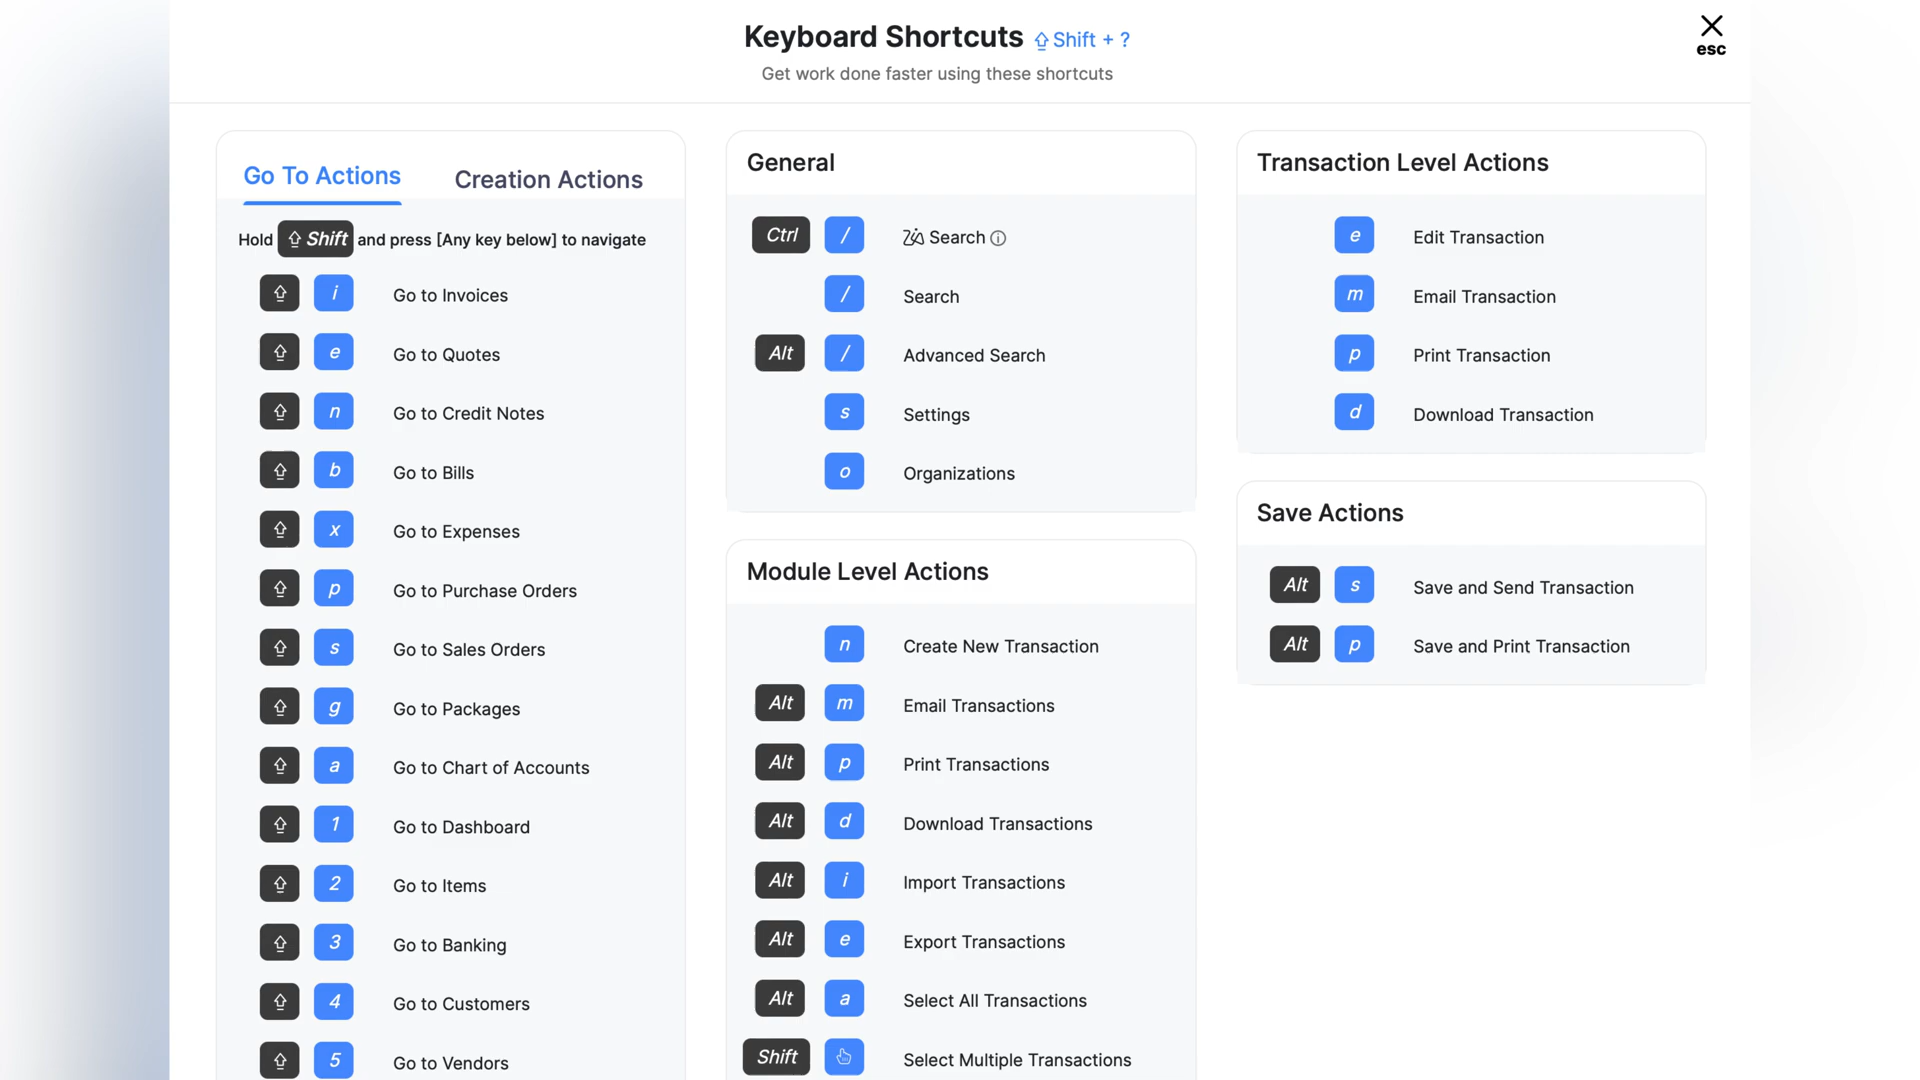 Keyboard Shortcuts ⇧ Shift + ?
Get work done faster using these shortcuts
esc
Go To Actions
Creation Actions
Hold ⇧ Shift and press [Any key below] to navigate
⇧ i Go to Invoices
⇧ e Go to Quotes
⇧ n Go to Credit Notes
⇧ b Go to Bills
⇧ x Go to Expenses
⇧ p Go to Purchase Orders
⇧ s Go to Sales Orders
⇧ g Go to Packages
⇧ a Go to Chart of Accounts
⇧ 1 Go to Dashboard
⇧ 2 Go to Items
⇧ 3 Go to Banking
⇧ 4 Go to Customers
⇧ 5 Go to Vendors
General
Ctrl / Search
/ Search
Alt / Advanced Search
s Settings
o Organizations
Module Level Actions
n Create New Transaction
Alt m Email Transactions
Alt p Print Transactions
Alt d Download Transactions
Alt i Import Transactions
Alt e Export Transactions
Alt a Select All Transactions
Shift Select Multiple Transactions
Transaction Level Actions
e Edit Transaction
m Email Transaction
p Print Transaction
d Download Transaction
Save Actions
Alt s Save and Send Transaction
Alt p Save and Print Transaction